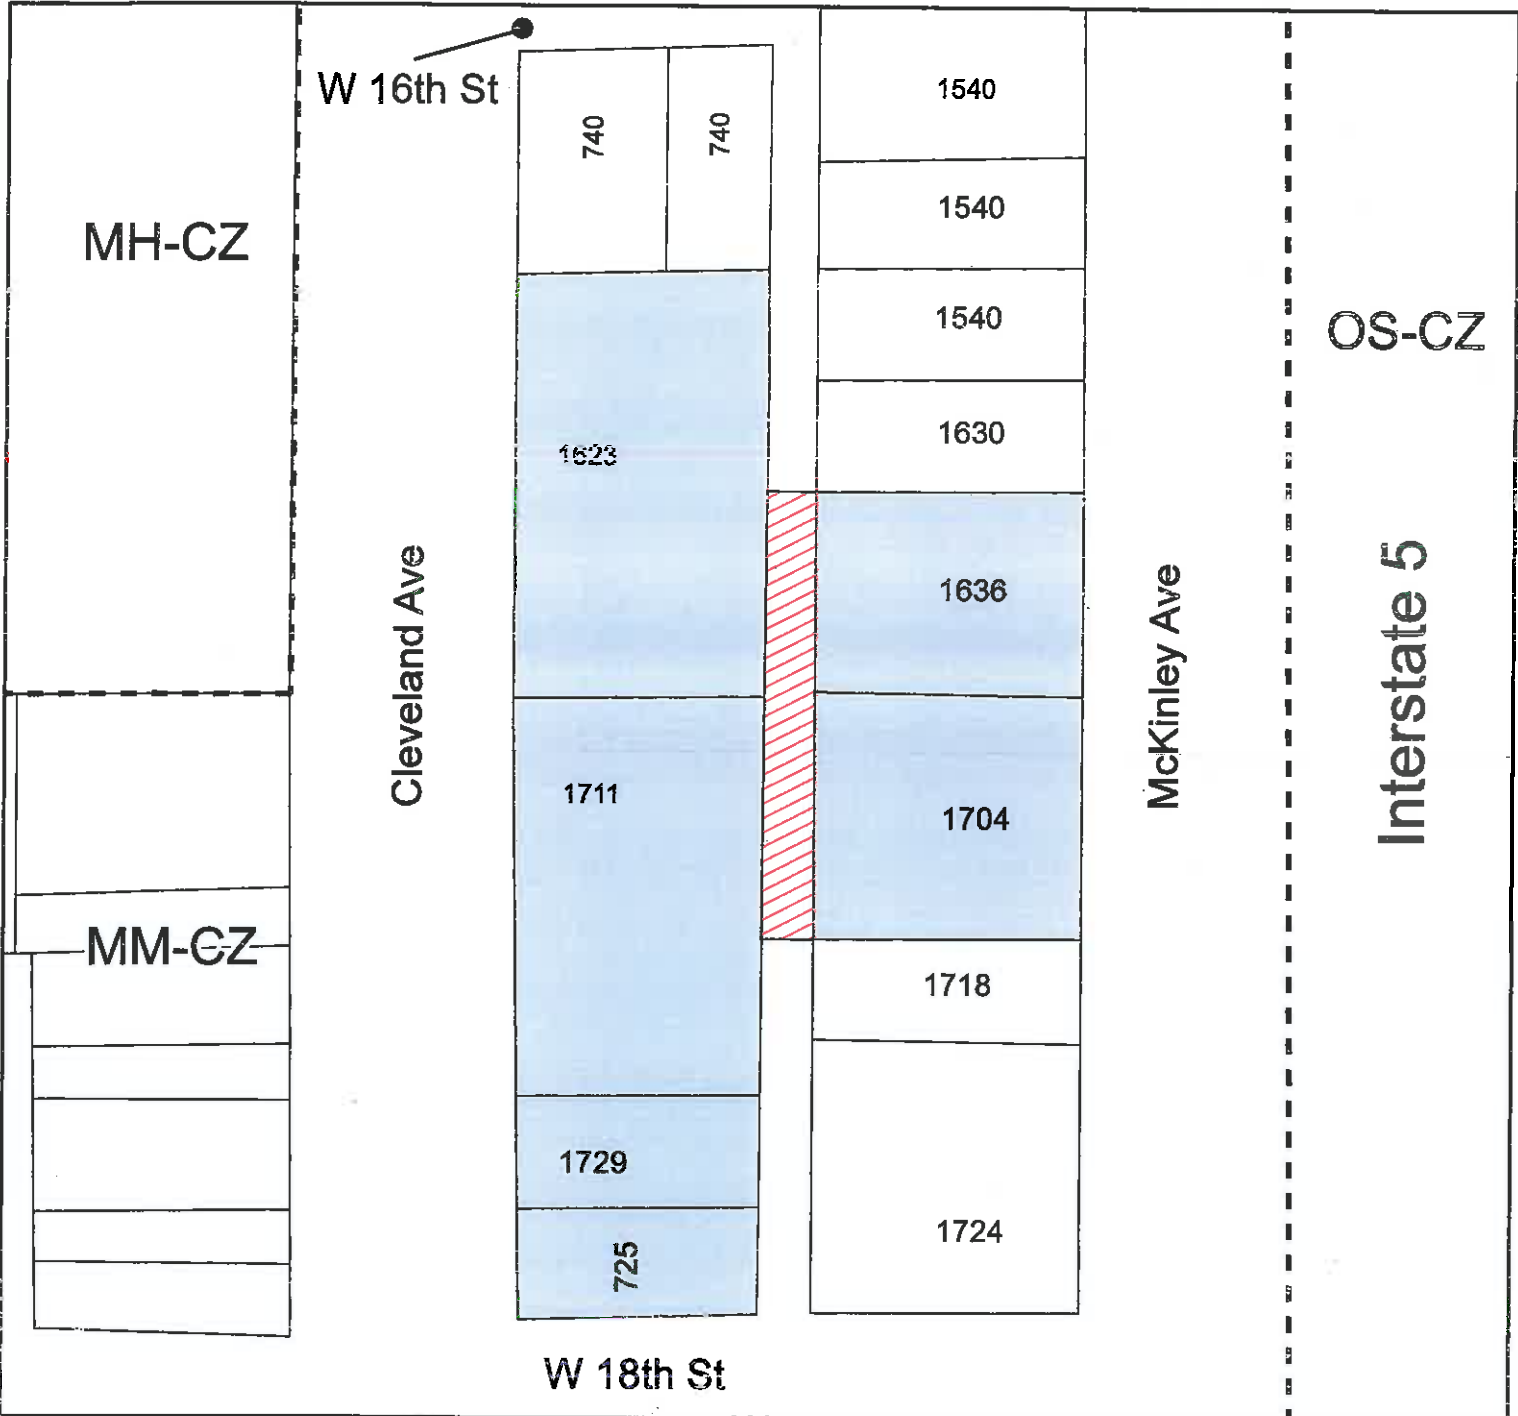 W 16th St
740
740
1540
MH-CZ
1540
OS-CZ
1540
1630
1623
1636
Cleveland Ave
McKinley Ave
Interstate 5
1711
1704
MM-CZ
1718
1729
1724
725
W 18th St